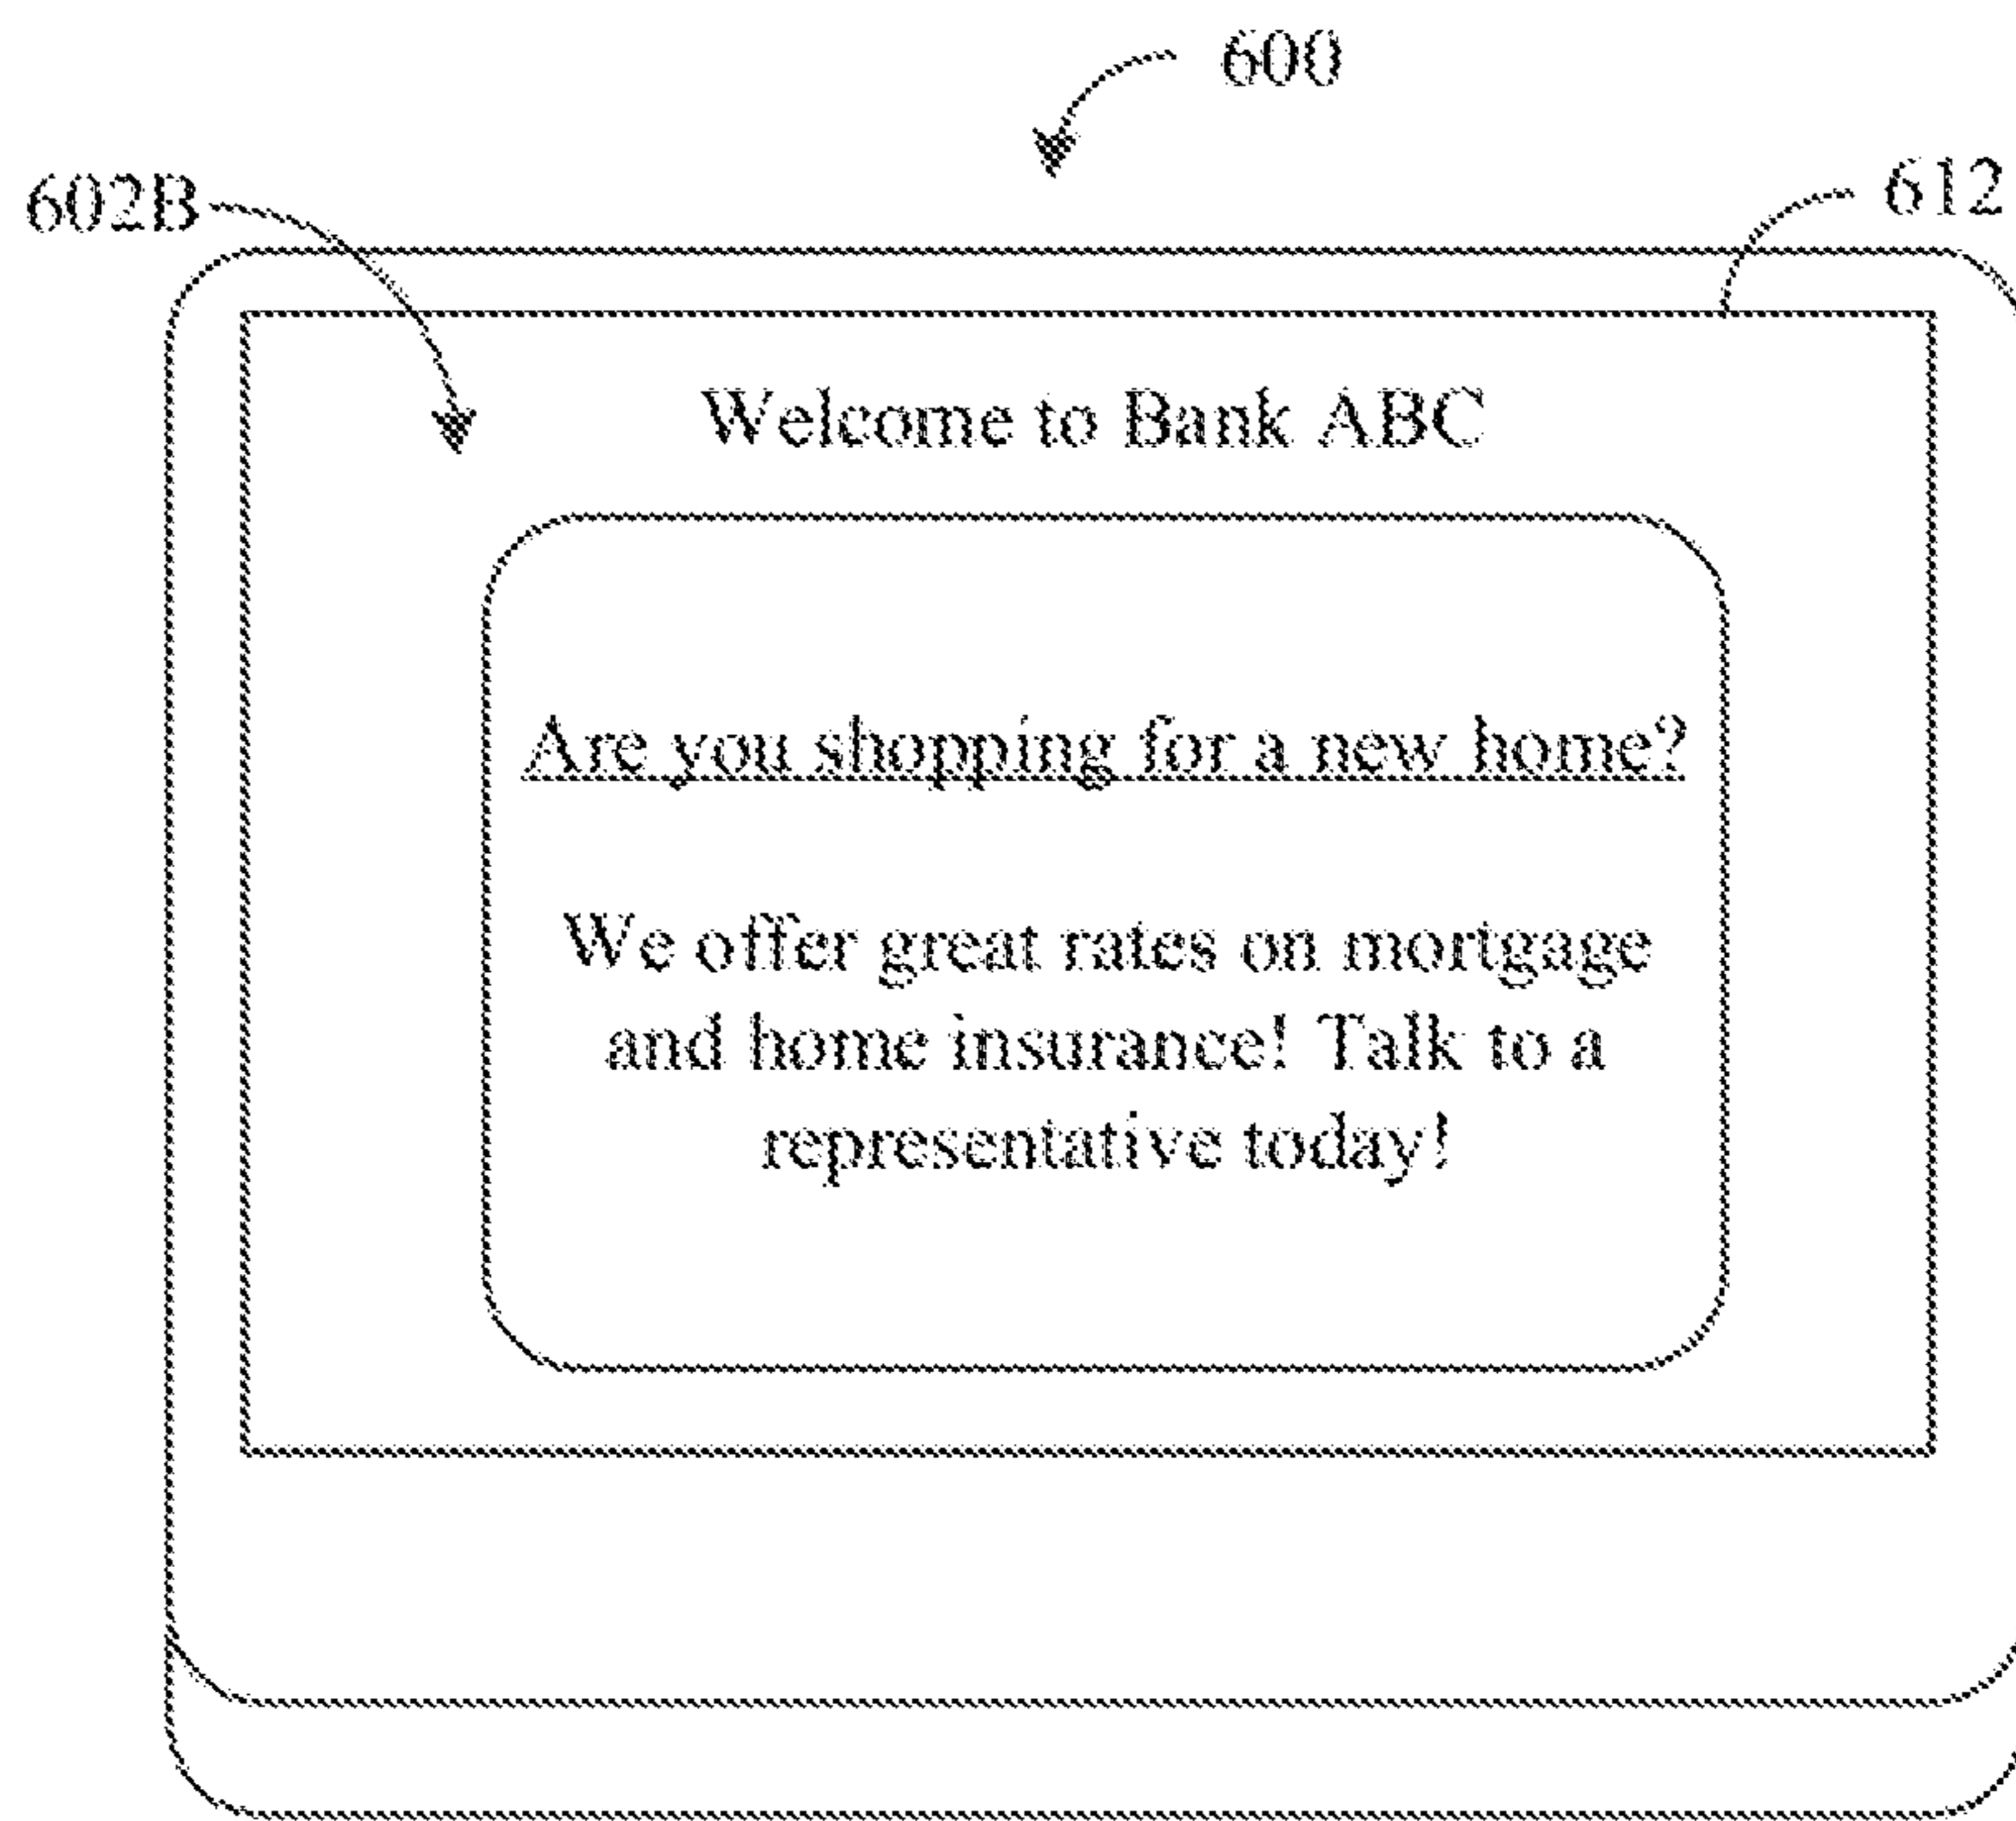 600
602B
612
Welcome to Bank ABC
Are you shopping for a new home?
We offer great rates on mortgage
and home insurance! Talk to a
representative today!